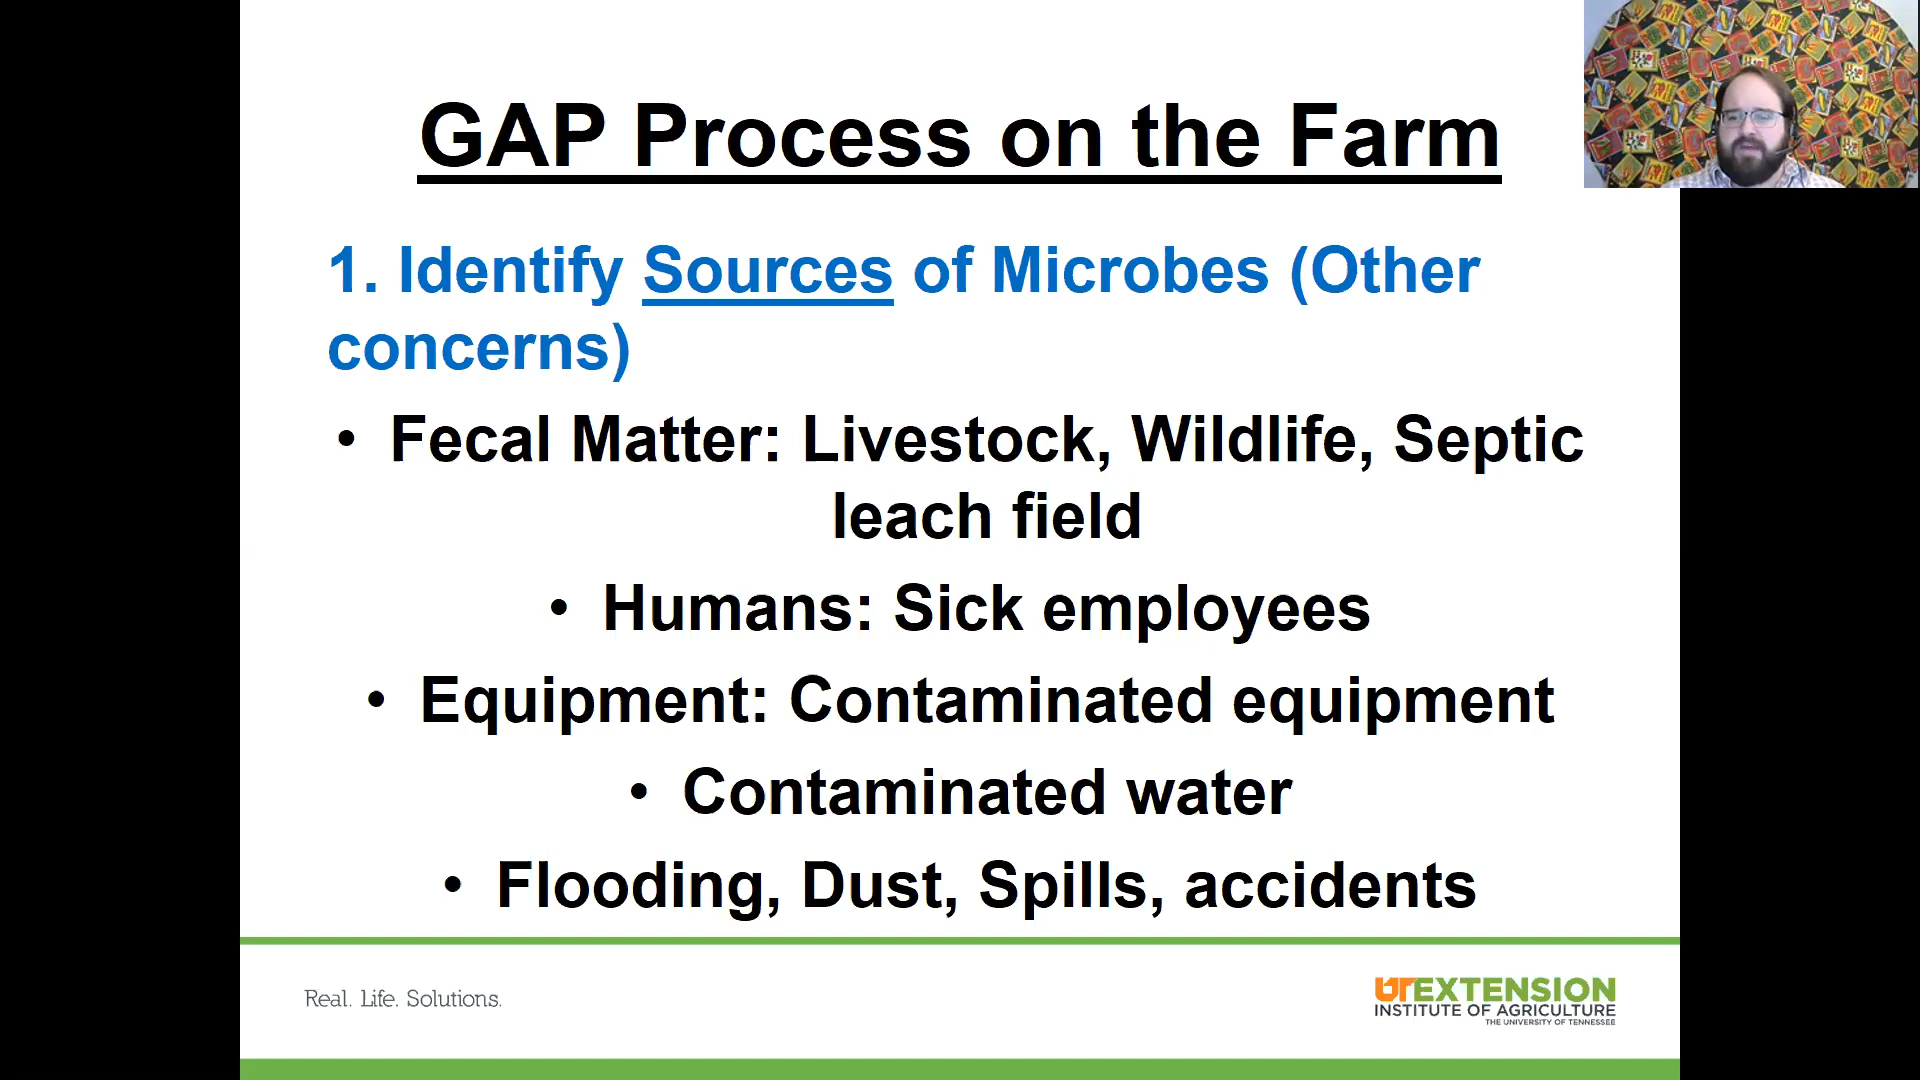 GAP Process on the Farm
1. Identify Sources of Microbes (Other
concerns)
• Fecal Matter: Livestock, Wildlife, Septic
leach field
• Humans: Sick employees
• Equipment: Contaminated equipment
• Contaminated water
• Flooding, Dust, Spills, accidents
Real. Life. Solutions.
UT EXTENSION
INSTITUTE OF AGRICULTURE
THE UNIVERSITY OF TENNESSEE